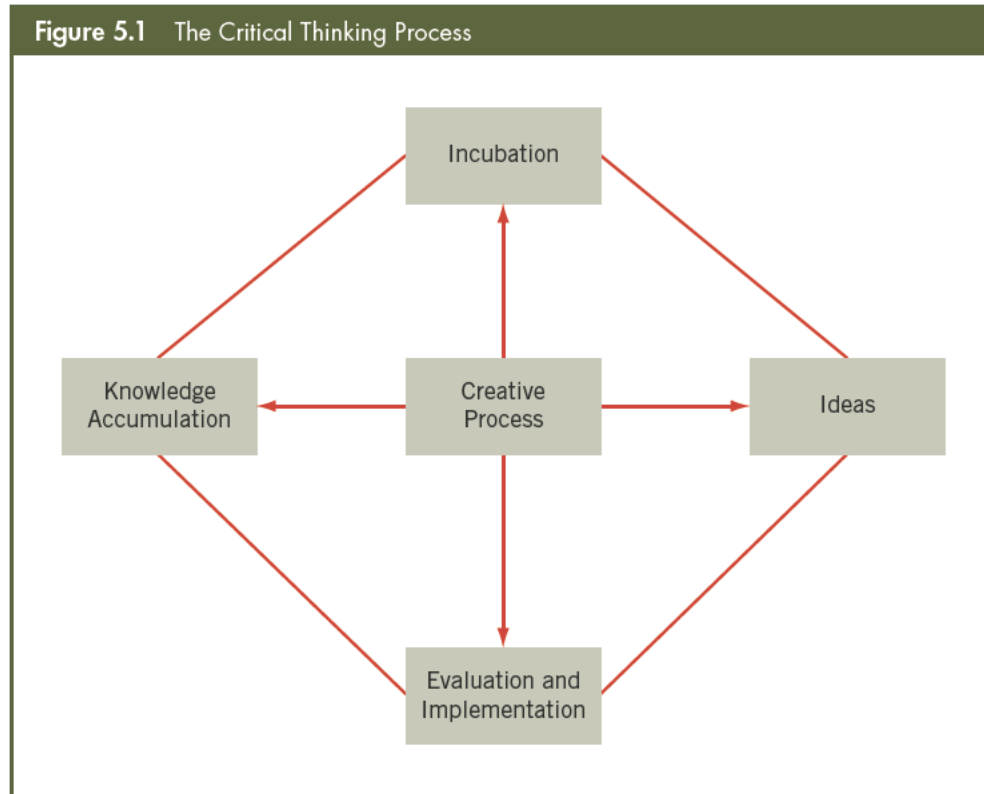 Figure 5.1 The Critical Thinking Process
Incubation
Knowledge
Accumulation
Creative
Process
Ideas
Evaluation and
Implementation